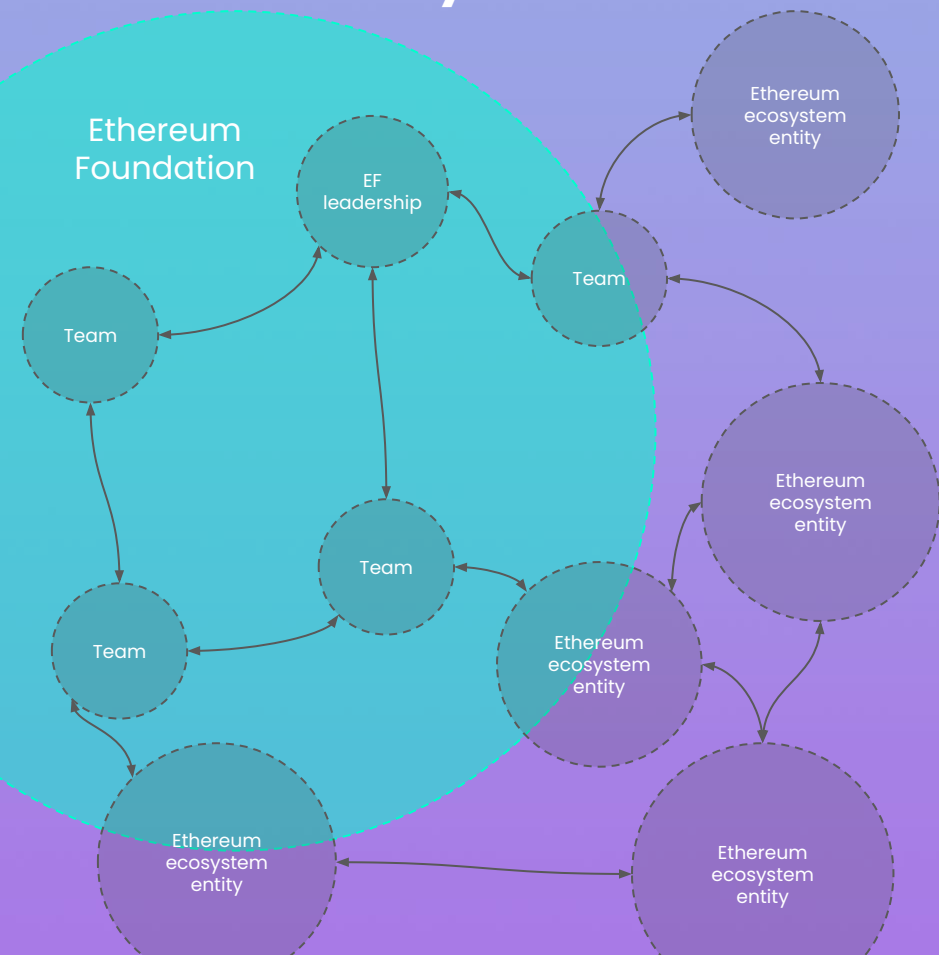 Ethereum
ecosystem
entity
Ethereum
Foundation
EF
leadership
Team
Team
Ethereum
ecosystem
entity
Team
Team
Ethereum
ecosystem
entity
Ethereum
ecosystem
entity
Ethereum
ecosystem
entity